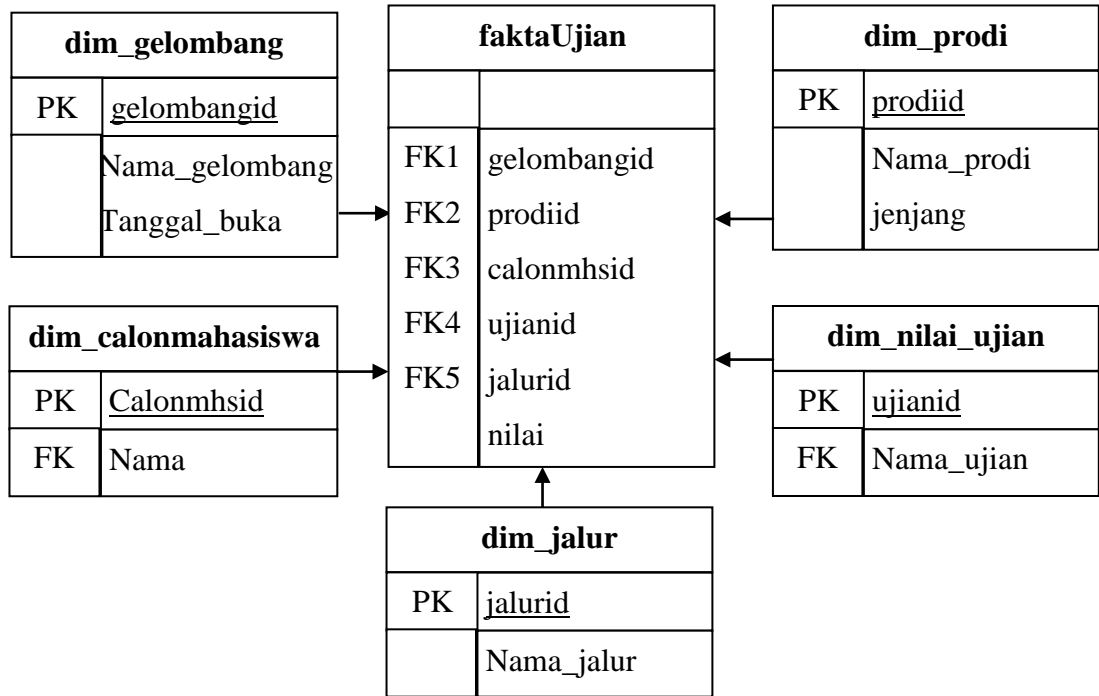 dim_gelombang
PK gelombangid
Nama_gelombang
Tanggal_buka
faktaUjian
FK1 gelombangid
FK2 prodiid
FK3 calonmhsid
FK4 ujianid
FK5 jalurid
nilai
dim_prodi
PK prodiid
Nama_prodi
jenjang
dim_calonmahasiswa
PK Calonmhsid
FK Nama
dim_nilai_ujian
PK ujianid
FK Nama_ujian
dim_jalur
PK jalurid
Nama_jalur